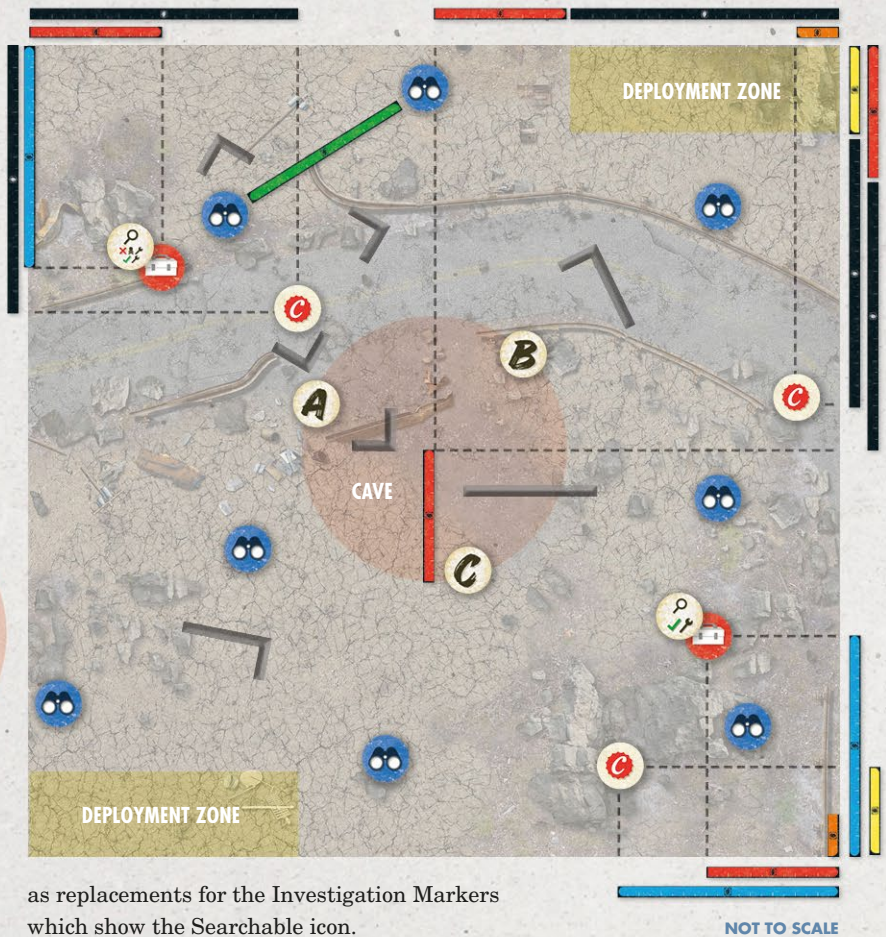 DEPLOYMENT ZONE
C
B
C
A
CAVE
C
C
DEPLOYMENT ZONE
as replacements for the Investigation Markers
which show the Searchable icon.
NOT TO SCALE